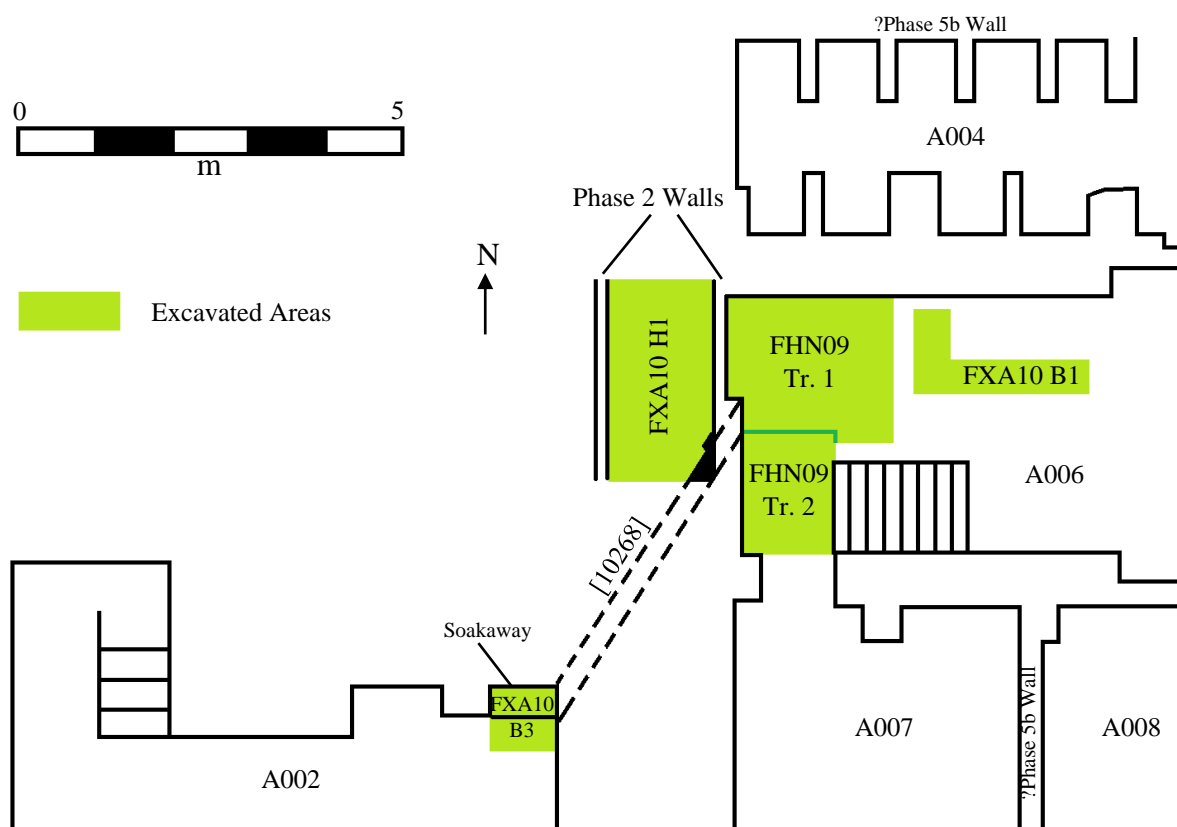 ?Phase 5b Wall
0
5
m
A004
Phase 2 Walls
N
Excavated Areas
FXA10 H1
FHN09
Tr. 1
FXA10 B1
FHN09
Tr. 2
A006
[10268]
Soakaway
FXA10
B3
A002
A007
?Phase 5b Wall
A008